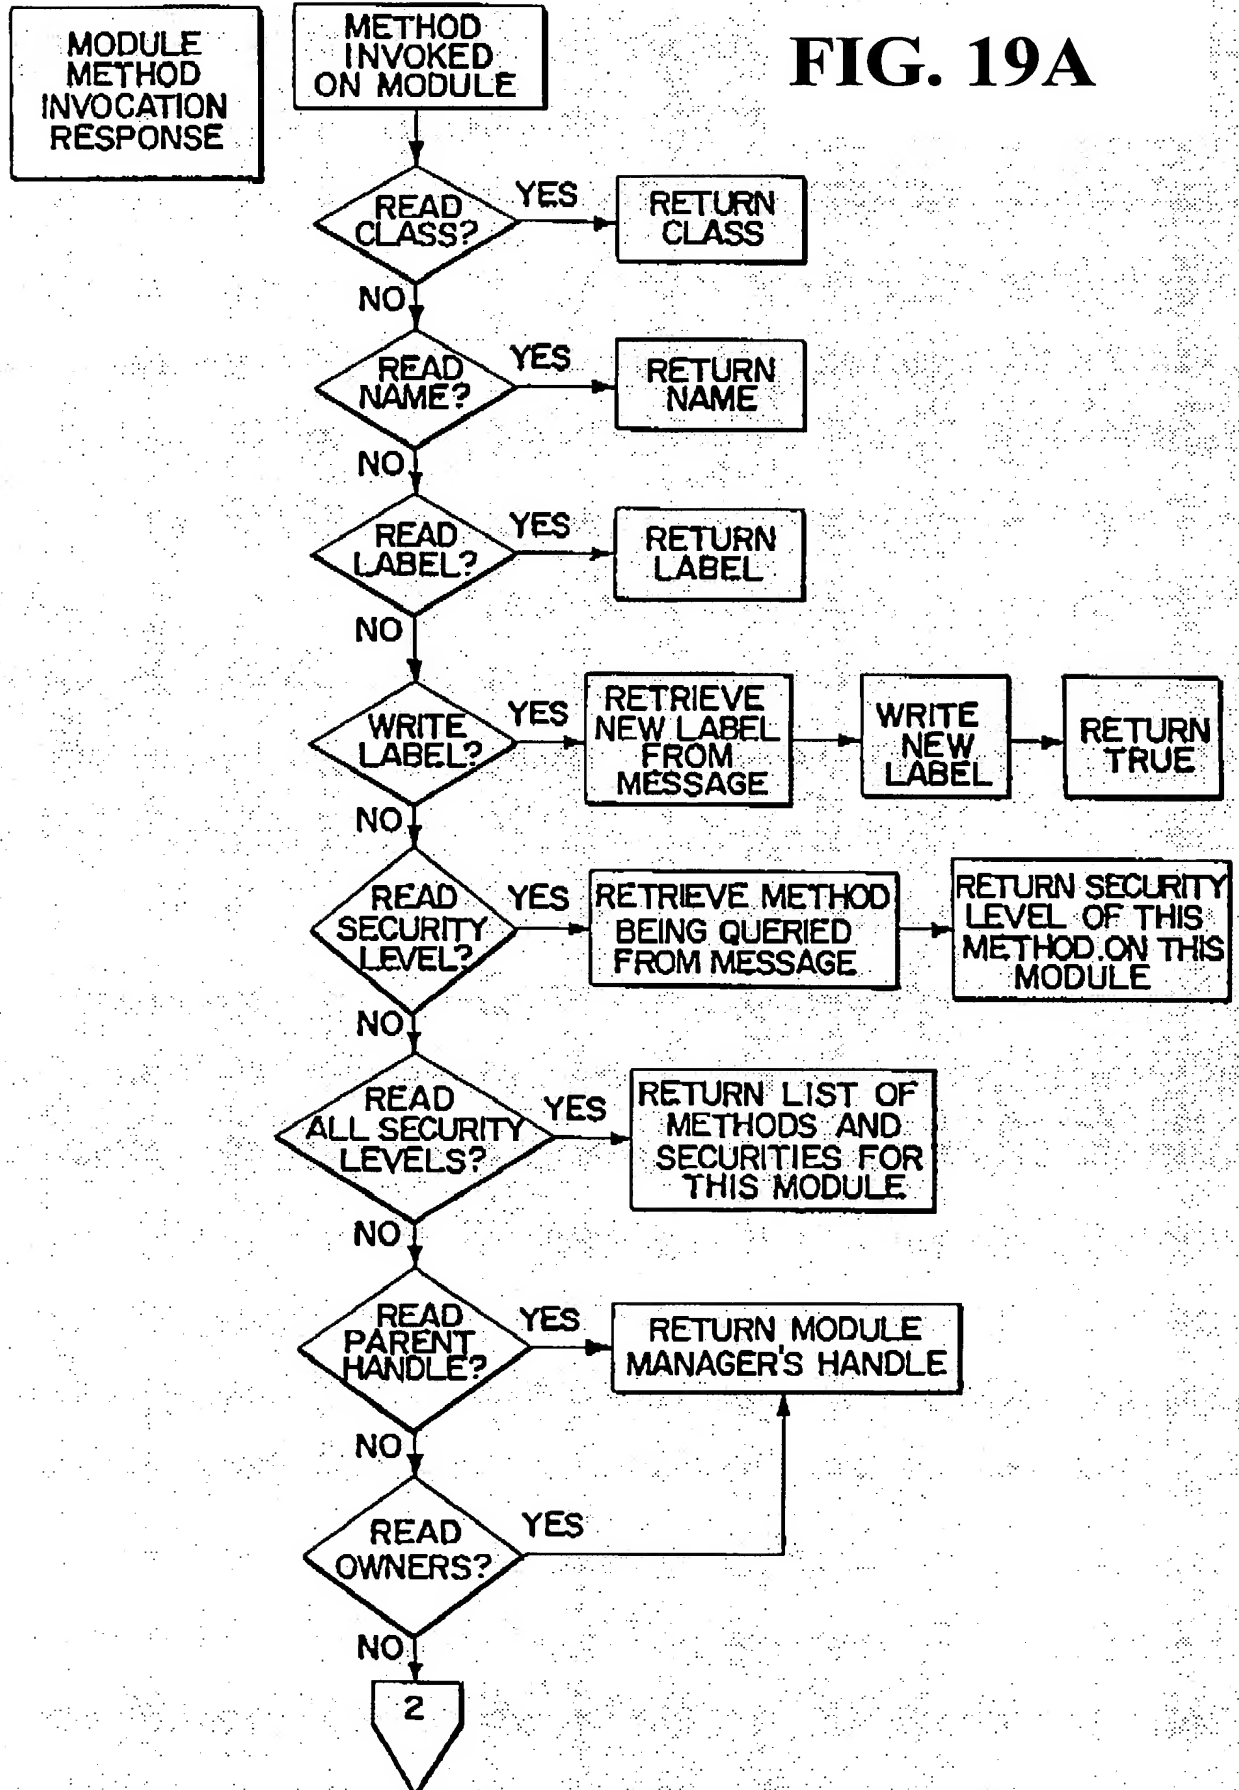 MODULE
METHOD
INVOCATION
RESPONSE
METHOD
INVOKED
ON MODULE
FIG. 19A
READ
CLASS?
YES
RETURN
CLASS
NO
READ
NAME?
YES
RETURN
NAME
NO
READ
LABEL?
YES
RETURN
LABEL
NO
WRITE
LABEL?
YES
RETRIEVE
NEW LABEL
FROM
MESSAGE
WRITE
NEW
LABEL
RETURN
TRUE
NO
READ
SECURITY
LEVEL?
YES
RETRIEVE METHOD
BEING QUERIED
FROM MESSAGE
RETURN SECURITY
LEVEL OF THIS
METHOD.ON THIS
MODULE
NO
READ
ALL SECURITY
LEVELS?
YES
RETURN LIST OF
METHODS AND
SECURITIES FOR
THIS MODULE
NO
READ
PARENT
HANDLE?
YES
RETURN MODULE
MANAGER'S HANDLE
NO
READ
OWNERS?
YES
NO
2